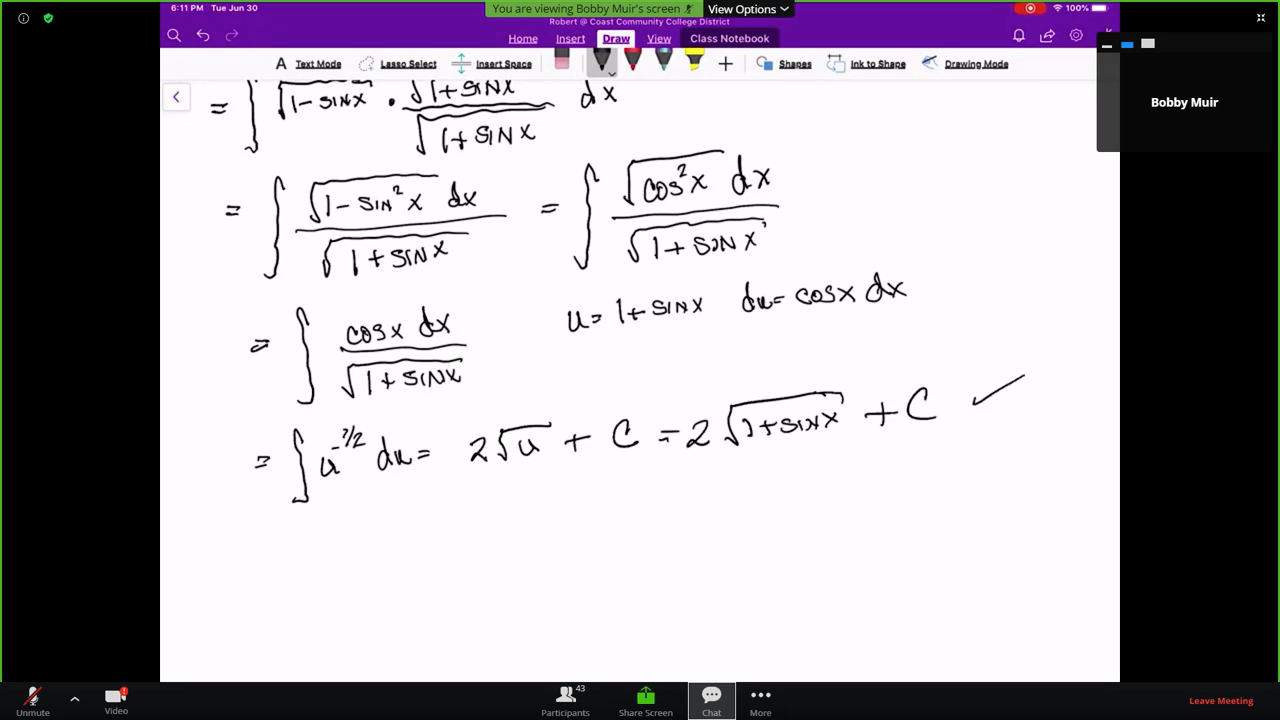 6:11 PM Tue Jun 30
You are viewing Bobby Muir's screen
View Options
100%
Robert @ Coast Community College District
Home Insert Draw View Class Notebook
A Text Mode Lasso Select Insert Space Shapes Ink to Shape Drawing Mode
Bobby Muir
= ∫ √(1 - sin x) · √(1 + sin x) / √(1 + sin x) dx
= ∫ √(1 - sin² x) dx / √(1 + sin x) = ∫ √(cos² x) dx / √(1 + sin x)
= ∫ cos x dx / √(1 + sin x) u = 1 + sin x du = cos x dx
= ∫ u^(-1/2) du = 2√u + C = 2√(1 + sin x) + C ✓
43
Unmute Video Participants Share Screen Chat More Leave Meeting